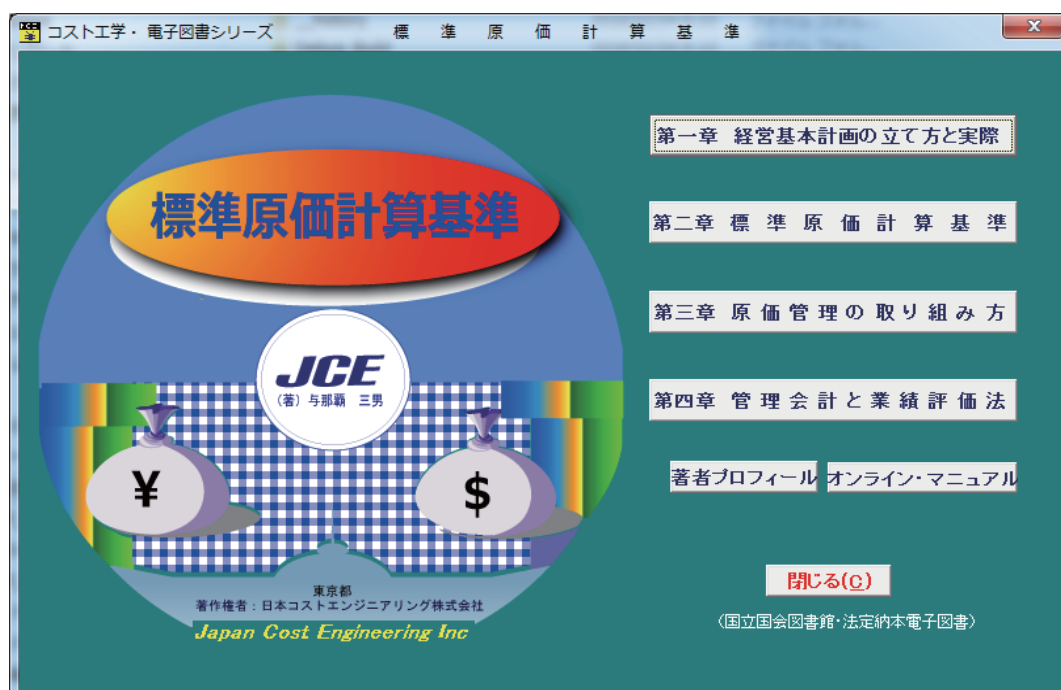 コスト工学・電子図書シリーズ 標準原価計算基準
標準原価計算基準
JCE
（著）与那覇 三男
¥
$
東京都
著作権者：日本コストエンジニアリング株式会社
Japan Cost Engineering Inc
第一章 経営基本計画の立て方と実際
第二章 標準原価計算基準
第三章 原価管理の取り組み方
第四章 管理会計と業績評価法
著者プロフィール
オンライン・マニュアル
閉じる(C)
（国立国会図書館・法定納本電子図書）